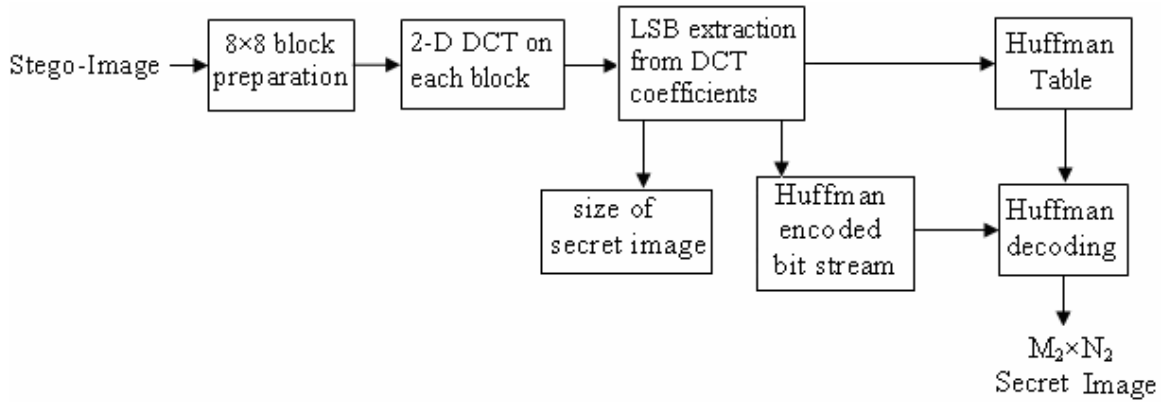 Stego-Image
8×8 block
preparation
2-D DCT on
each block
LSB extraction
from DCT
coefficients
Huffman
Table
size of
secret image
Huffman
encoded
bit stream
Huffman
decoding
M₂×N₂
Secret Image